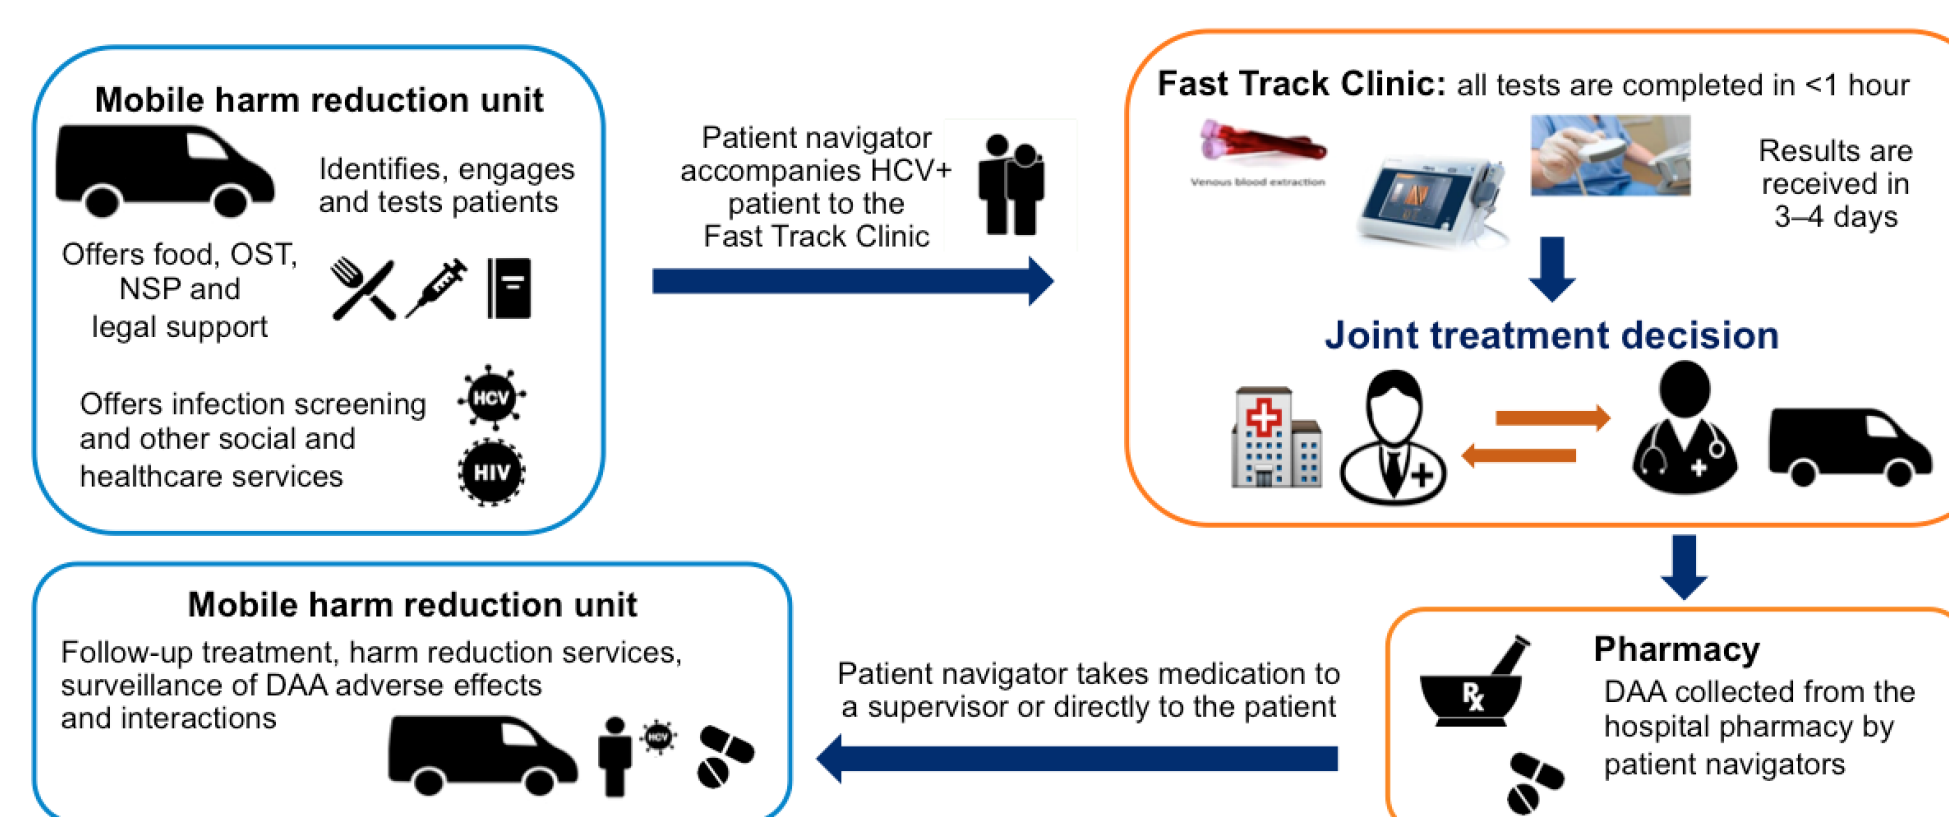 Mobile harm reduction unit
Identifies, engages
and tests patients
Offers food, OST,
NSP and
legal support
Offers infection screening
and other social and
healthcare services
HCV
HIV
Patient navigator
accompanies HCV+
patient to the
Fast Track Clinic
Fast Track Clinic: all tests are completed in <1 hour
Venous blood extraction
Results are
received in
3–4 days
Joint treatment decision
Pharmacy
DAA collected from the
hospital pharmacy by
patient navigators
Rx
Patient navigator takes medication to
a supervisor or directly to the patient
Mobile harm reduction unit
Follow-up treatment, harm reduction services,
surveillance of DAA adverse effects
and interactions
HCV